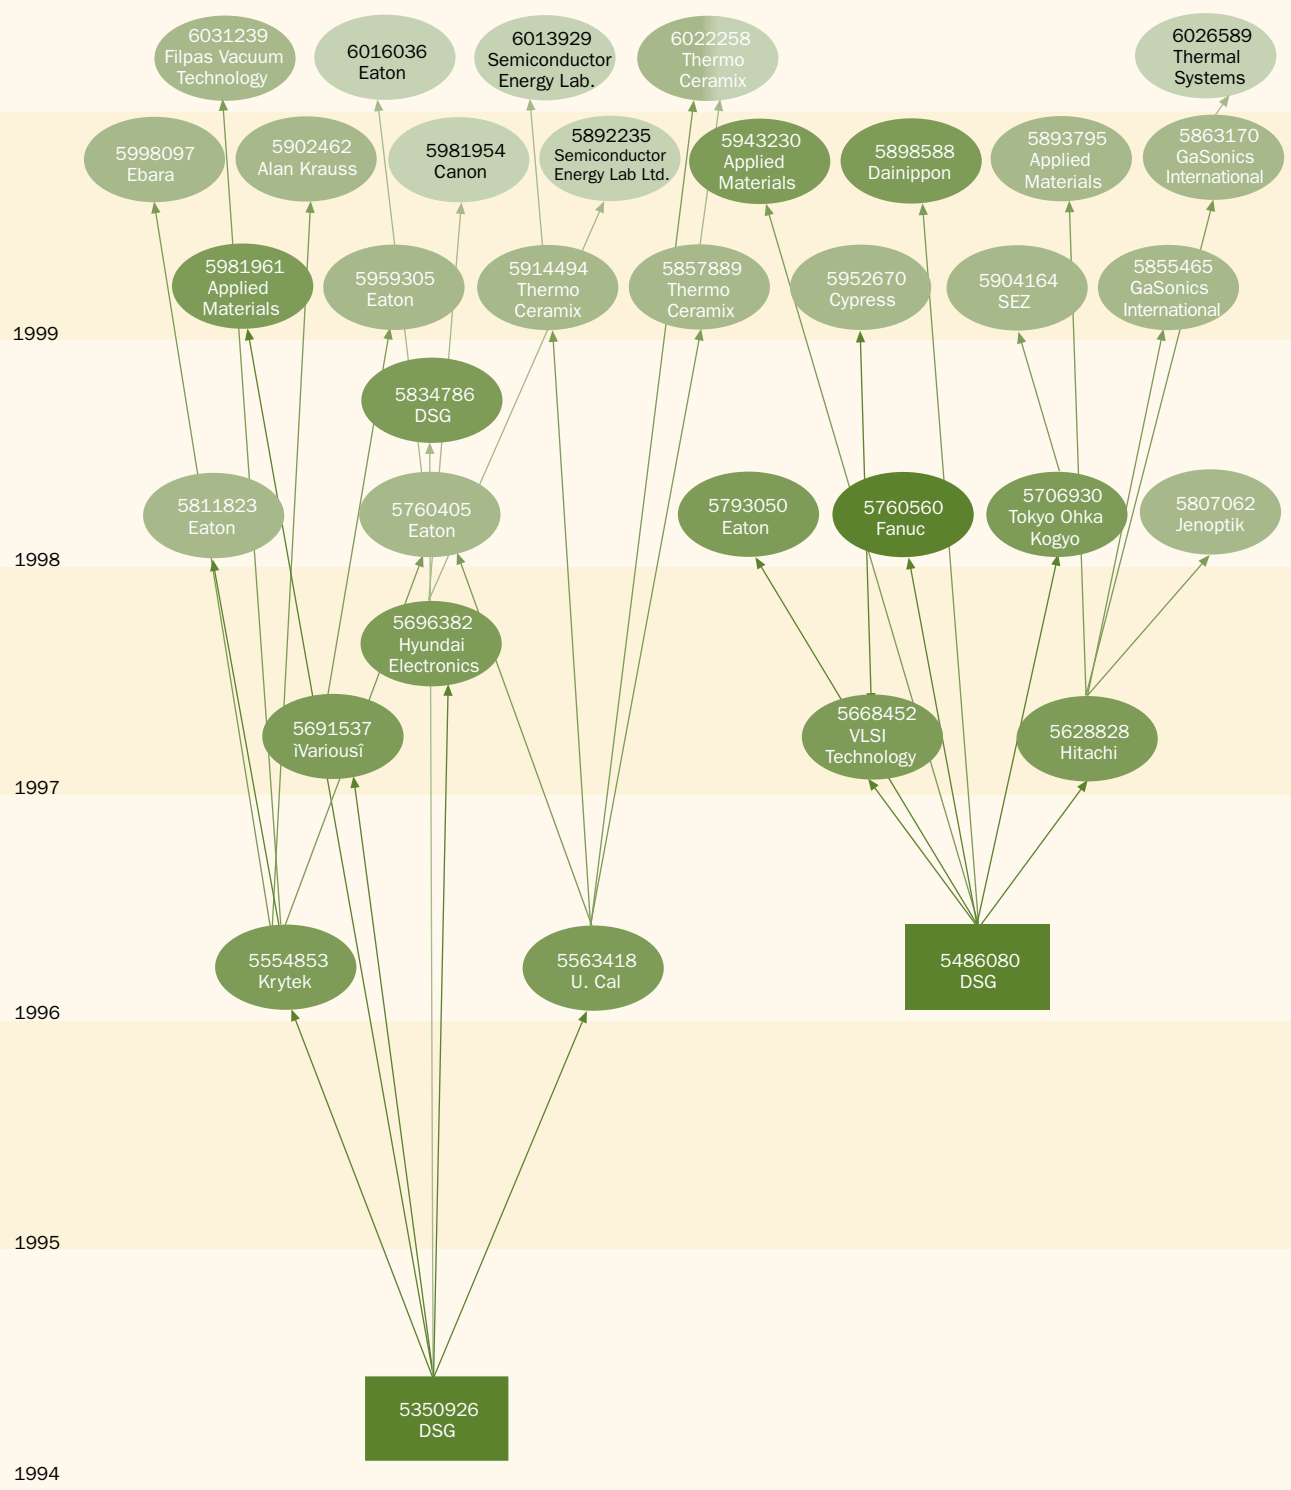 6031239
Filpas Vacuum
Technology
6016036
Eaton
6013929
Semiconductor
Energy Lab.
6022258
Thermo
Ceramix
6026589
Thermal
Systems
5998097
Ebara
5902462
Alan Krauss
5981954
Canon
5892235
Semiconductor
Energy Lab Ltd.
5943230
Applied
Materials
5898588
Dainippon
5893795
Applied
Materials
5863170
GaSonics
International
5981961
Applied
Materials
5959305
Eaton
5914494
Thermo
Ceramix
5857889
Thermo
Ceramix
5952670
Cypress
5904164
SEZ
5855465
GaSonics
International
1999
5834786
DSG
5811823
Eaton
5760405
Eaton
5793050
Eaton
5760560
Fanuc
5706930
Tokyo Ohka
Kogyo
5807062
Jenoptik
1998
5696382
Hyundai
Electronics
5691537
ìVariousî
5668452
VLSI
Technology
5628828
Hitachi
1997
5554853
Krytek
5563418
U. Cal
5486080
DSG
1996
1995
5350926
DSG
1994